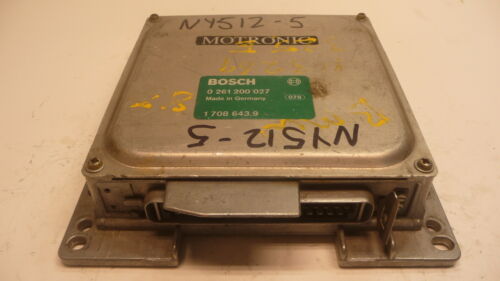 NY512-5
MOTRONIC
BOSCH
0 261 200 027
Made in Germany
1 708 643.9
NY512-5